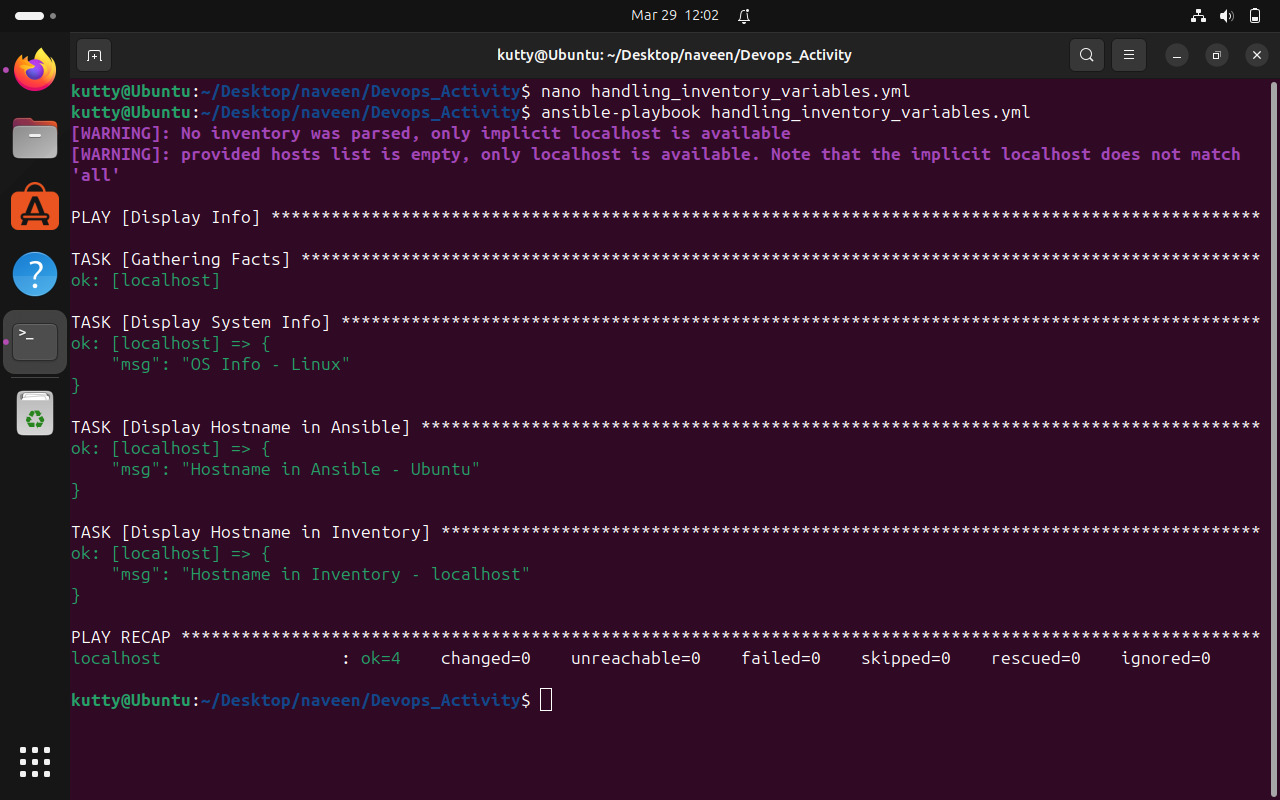 Mar 29 12:02
kutty@Ubuntu: ~/Desktop/naveen/Devops_Activity
kutty@Ubuntu:~/Desktop/naveen/Devops_Activity$ nano handling_inventory_variables.yml
kutty@Ubuntu:~/Desktop/naveen/Devops_Activity$ ansible-playbook handling_inventory_variables.yml
[WARNING]: No inventory was parsed, only implicit localhost is available
[WARNING]: provided hosts list is empty, only localhost is available. Note that the implicit localhost does not match
'all'
PLAY [Display Info] ***************************************************************************************************
TASK [Gathering Facts] ************************************************************************************************
ok: [localhost]
TASK [Display System Info] ********************************************************************************************
ok: [localhost] => {
    "msg": "OS Info - Linux"
}
TASK [Display Hostname in Ansible] ************************************************************************************
ok: [localhost] => {
    "msg": "Hostname in Ansible - Ubuntu"
}
TASK [Display Hostname in Inventory] **********************************************************************************
ok: [localhost] => {
    "msg": "Hostname in Inventory - localhost"
}
PLAY RECAP ************************************************************************************************************
localhost                  : ok=4    changed=0    unreachable=0    failed=0    skipped=0    rescued=0    ignored=0
kutty@Ubuntu:~/Desktop/naveen/Devops_Activity$